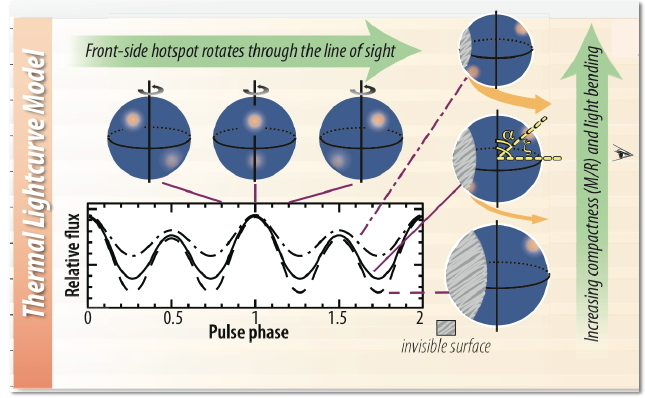 Thermal Lightcurve Model
Front-side hotspot rotates through the line of sight
α
ζ
Increasing compactness (M/R) and light bending
Relative flux
0
0.5
1
1.5
2
Pulse phase
invisible surface